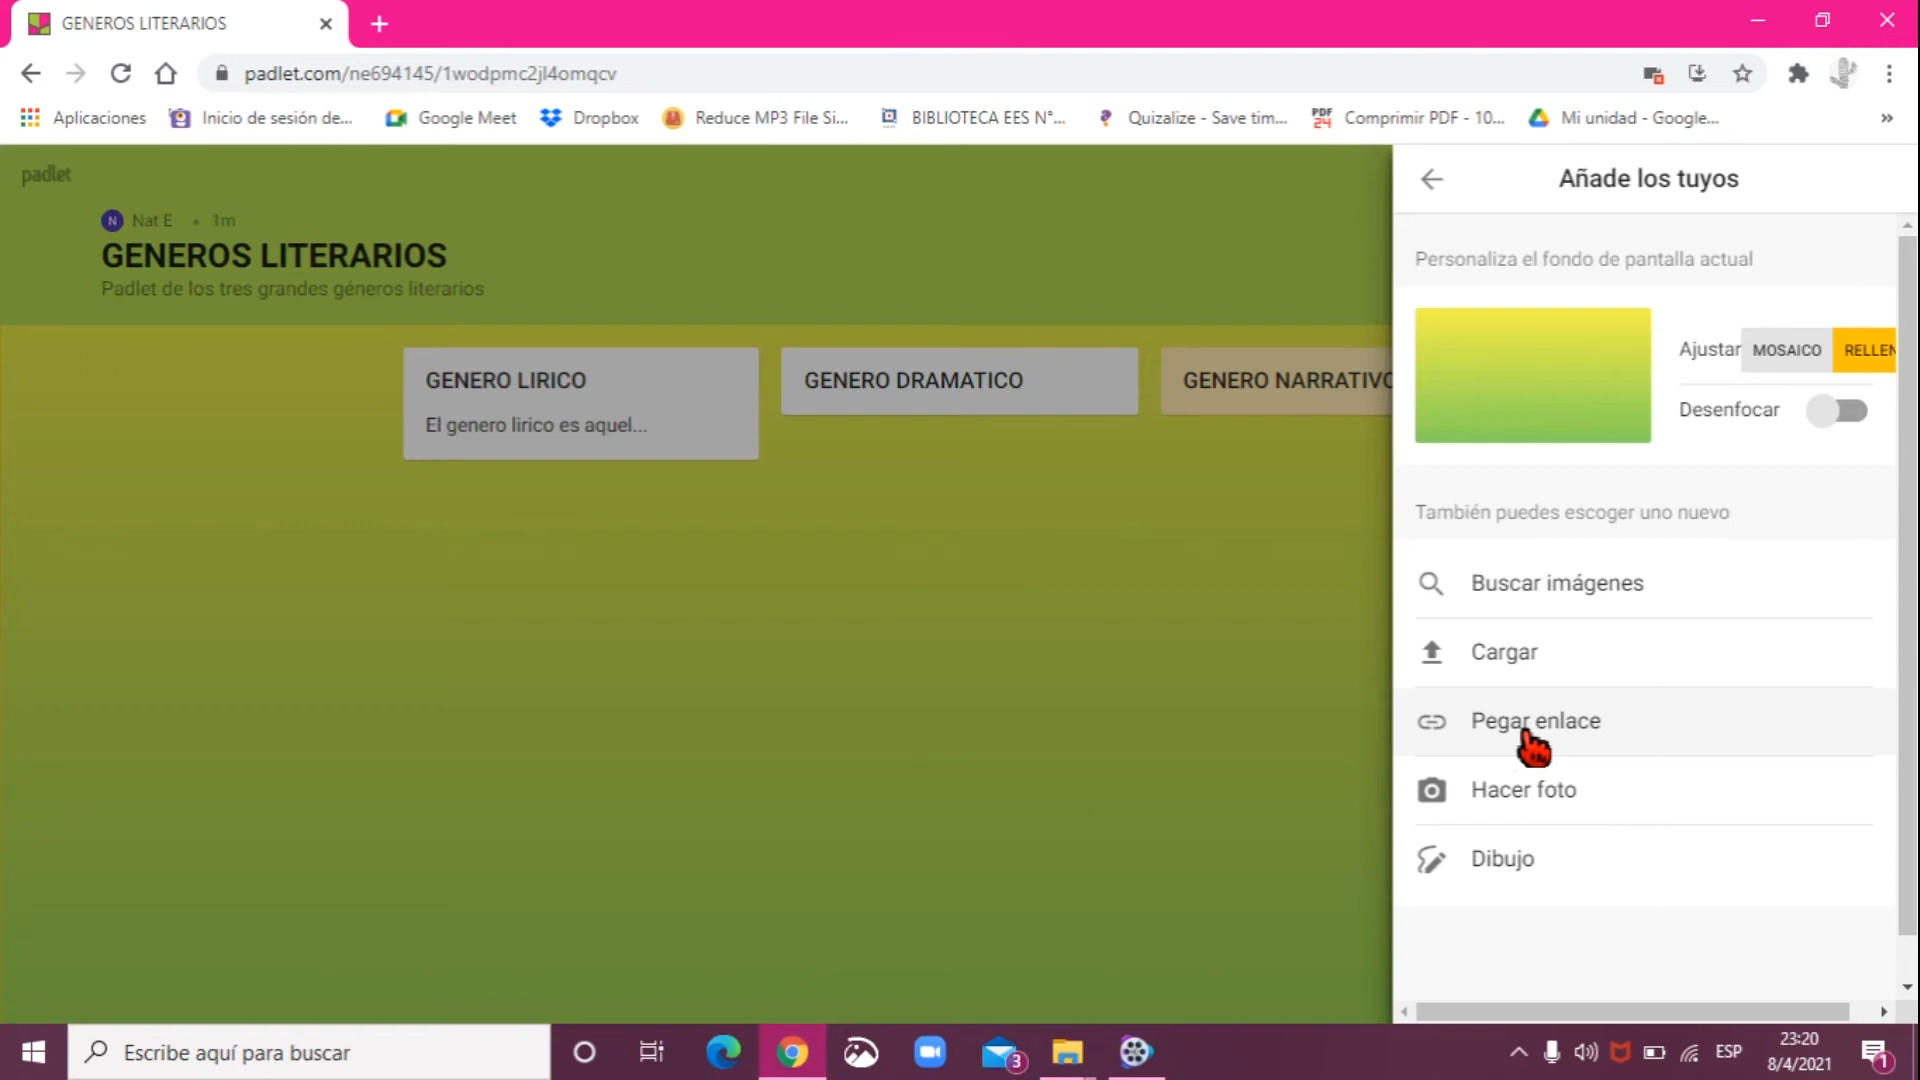 GENEROS LITERARIOS
padlet.com/ne694145/1wodpmc2jl4omqcv
Aplicaciones Inicio de sesión de... Google Meet Dropbox Reduce MP3 File Si... BIBLIOTECA EES N°... Quizalize - Save tim... PDF 24 Comprimir PDF - 10... Mi unidad - Google... »
padlet
N Nat E • 1m
GENEROS LITERARIOS
Padlet de los tres grandes géneros literarios
GENERO LIRICO
El genero lirico es aquel...
GENERO DRAMATICO
GENERO NARRATIVO
Añade los tuyos
Personaliza el fondo de pantalla actual
Ajustar MOSAICO RELLEN
Desenfocar
También puedes escoger uno nuevo
Buscar imágenes
Cargar
Pegar enlace
Hacer foto
Dibujo
Escribe aquí para buscar
3
ESP
23:20
8/4/2021
1